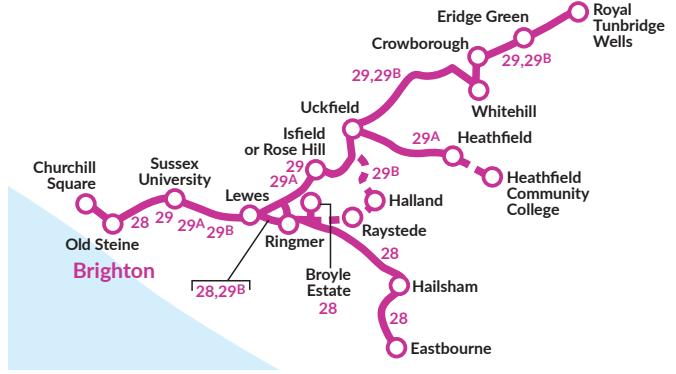 Royal
Tunbridge
Wells
Eridge Green
Crowborough
29,29B
29,29B
Whitehill
Uckfield
29A
Heathfield
Isfield
or Rose Hill
29
29A
29B
Heathfield
Community
College
Churchill
Square
Sussex
University
Lewes
Halland
28 29 29A 29B
Old Steine
Ringmer
Raystede
Brighton
28
28,29B
Broyle
Estate
28
Hailsham
28
Eastbourne